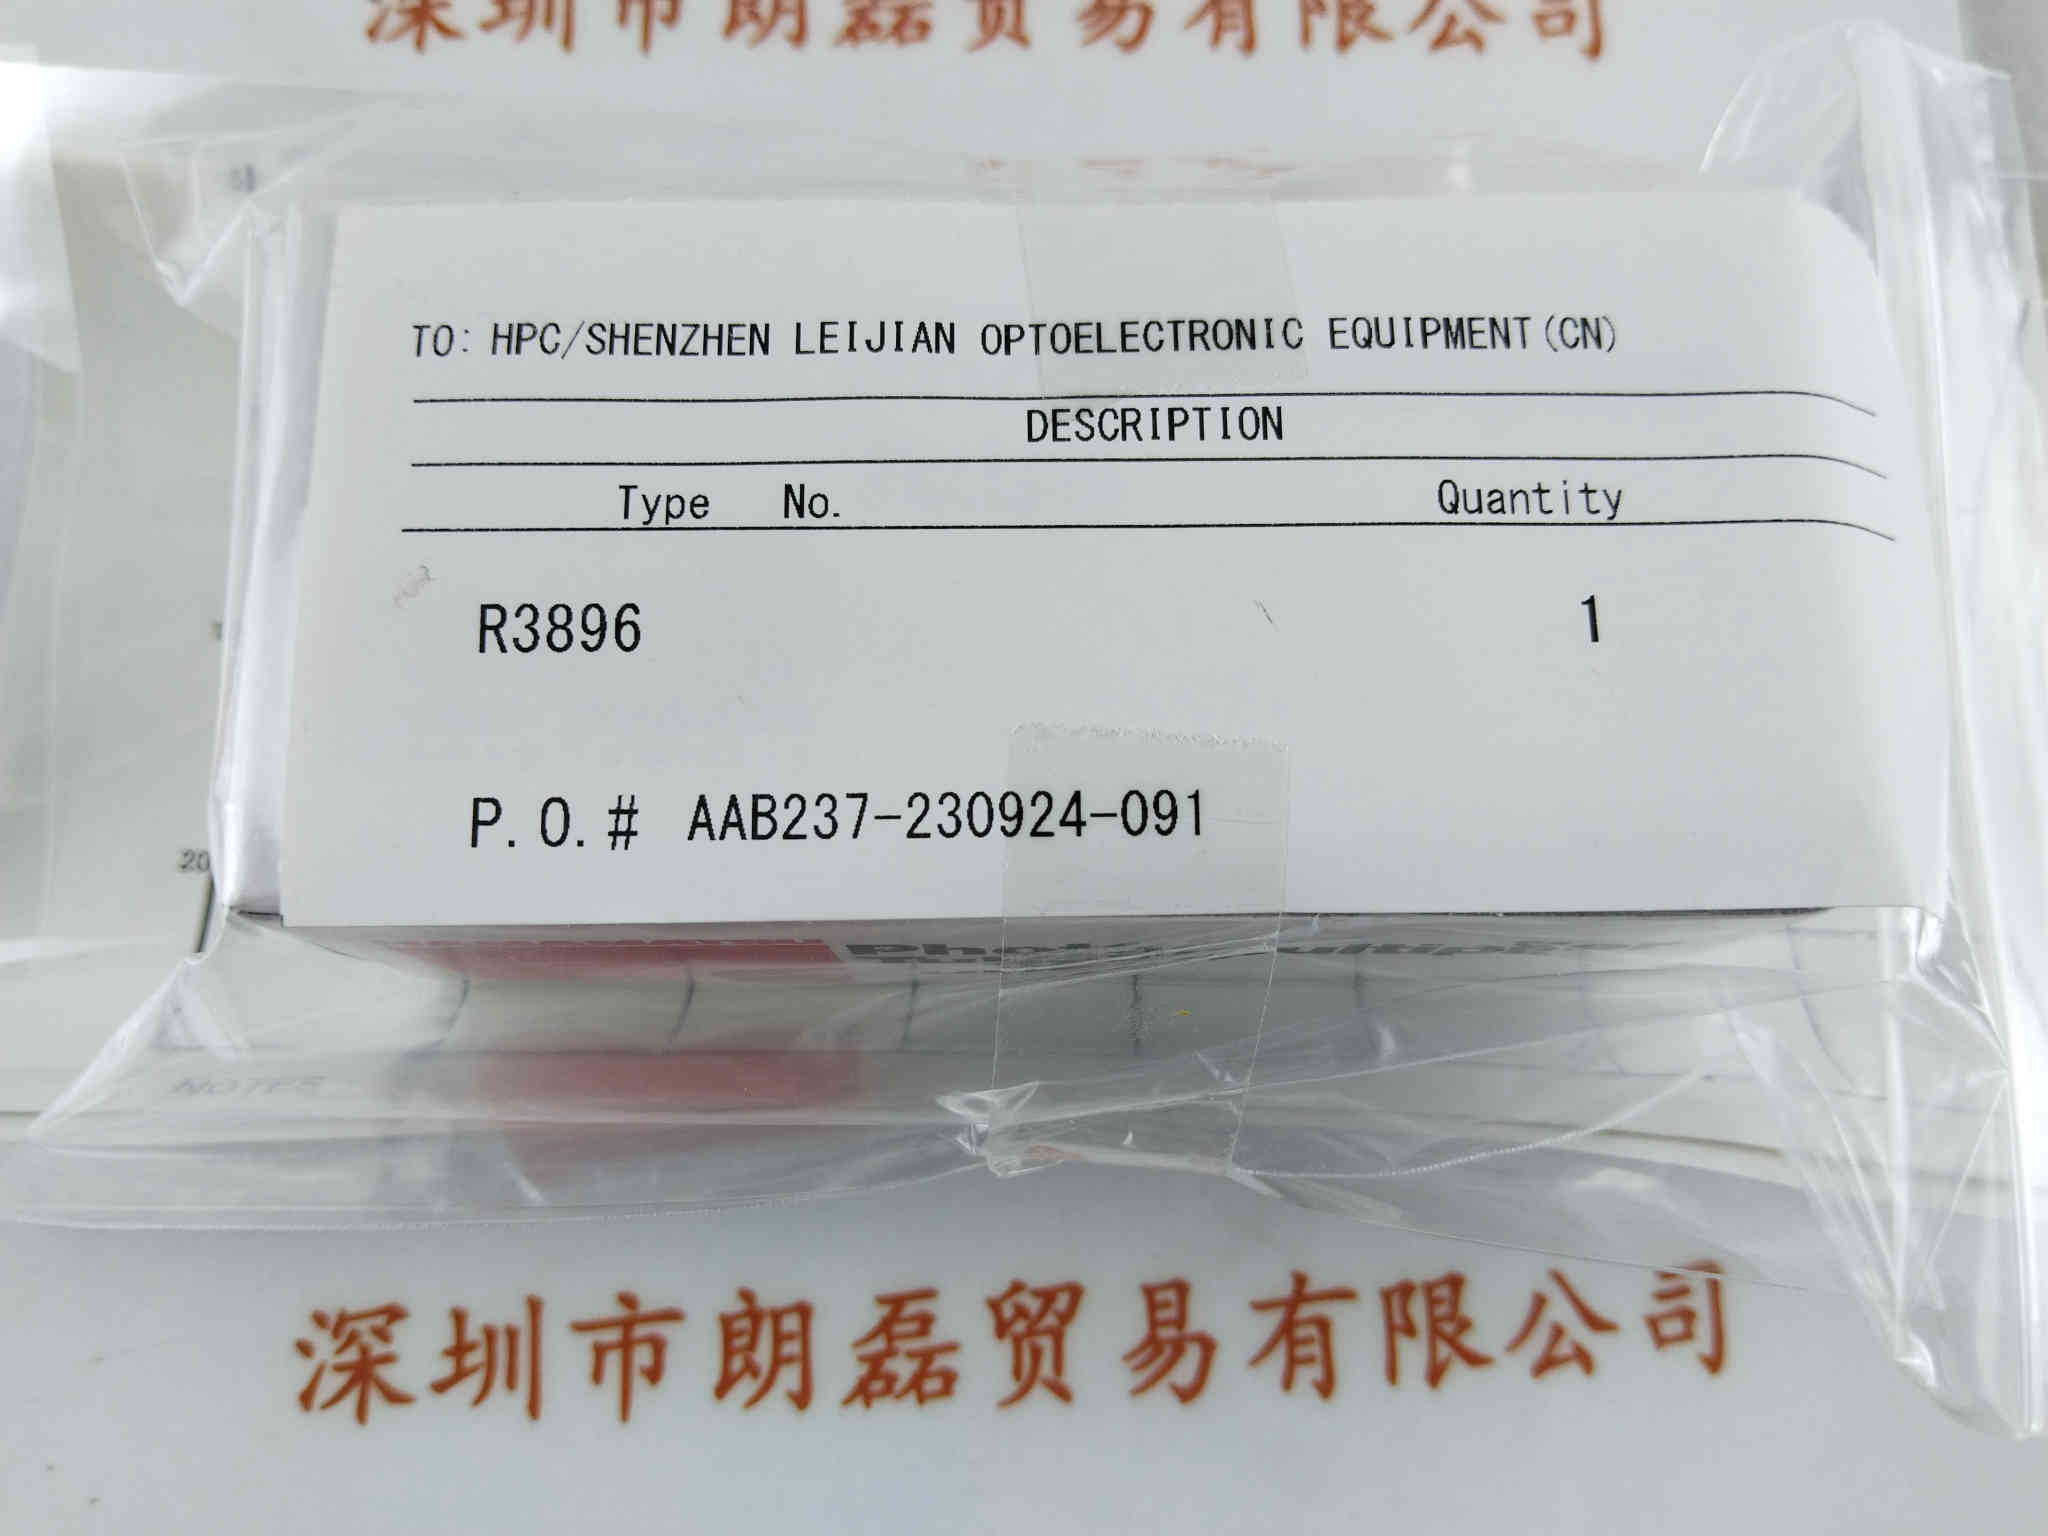 深圳市朗磊贸易有限公司
TO: HPC/SHENZHEN LEIJIAN OPTOELECTRONIC EQUIPMENT(CN)
DESCRIPTION
Type No. Quantity
R3896 1
P.O.# AAB237-230924-091
20
NOTES
深圳市朗磊贸易有限公司